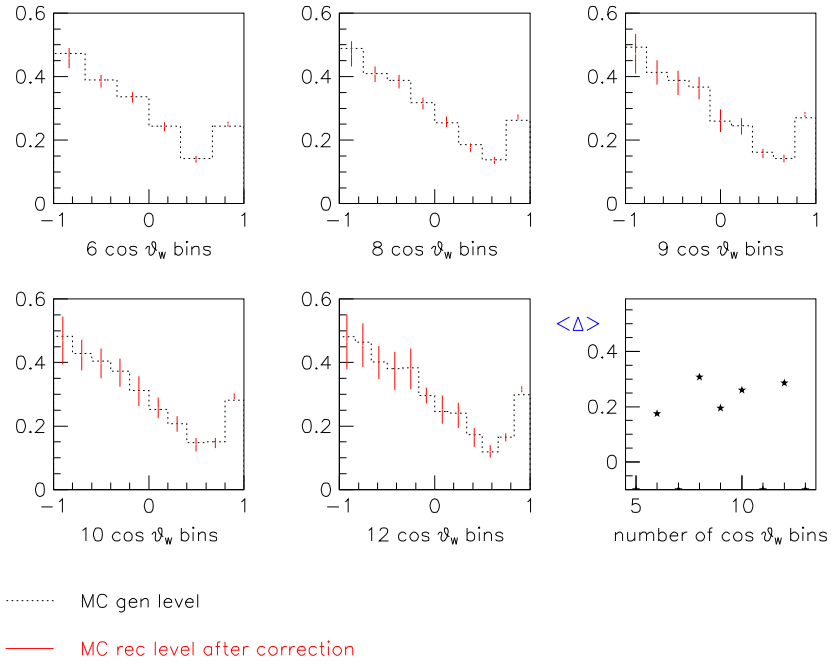 0.6 0.6 0.6
0.4 0.4 0.4
0.2 0.2 0.2
0 0 0
−1 0 1 −1 0 1 −1 0 1
6 cos ϑw bins 8 cos ϑw bins 9 cos ϑw bins
0.6 0.6 <Δ>
0.4 0.4 0.4
0.2 0.2 0.2
0 0 0
−1 0 1 −1 0 1 5 10
10 cos ϑw bins 12 cos ϑw bins number of cos ϑw bins
MC gen level
MC rec level after correction